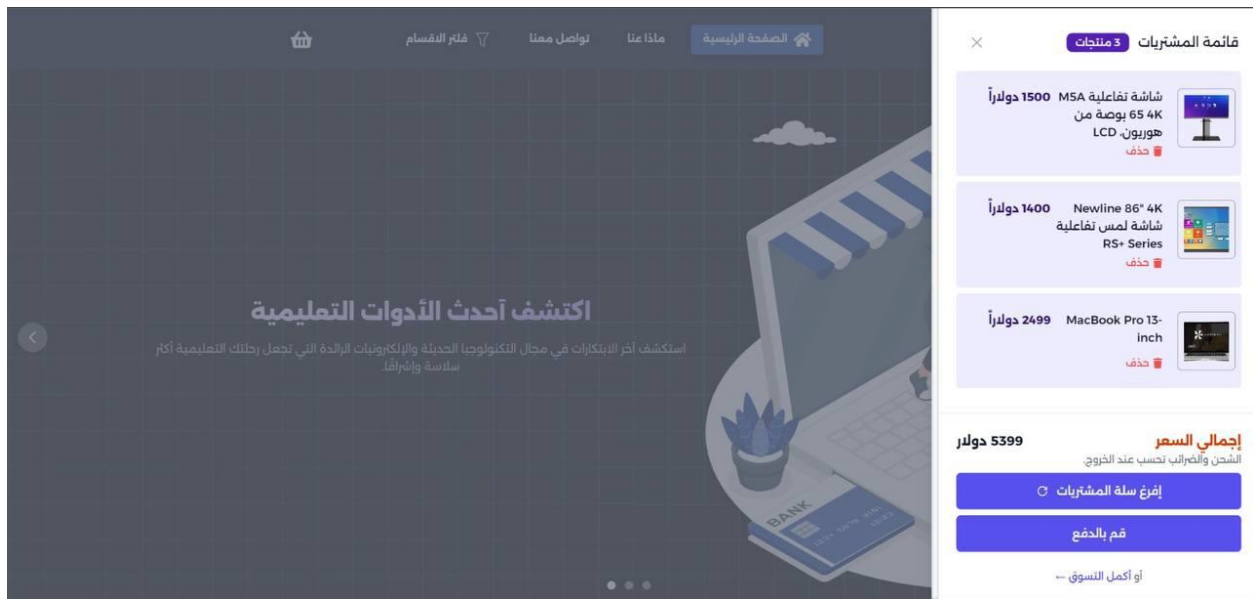 الصفحة الرئيسية
ماذا عنا
تواصل معنا
فلتر الاقسام
قائمة المشتريات
3 منتجات
شاشة تفاعلية M5A
65 4K بوصة من
هوريون، LCD
1500 دولاراً
حذف
Newline 86" 4K
شاشة لمس تفاعلية
RS+ Series
1400 دولاراً
حذف
MacBook Pro 13-
inch
2499 دولاراً
حذف
إجمالي السعر
5399 دولار
الشحن والضرائب تحسب عند الخروج.
إفرغ سلة المشتريات
قم بالدفع
أو أكمل التسوق ←
اكتشف أحدث الأدوات التعليمية
استكشف أخر الابتكارات في مجال التكنولوجيا الحديثة والإلكترونيات الرائدة التي تجعل رحلتك التعليمية أكثر
سلاسة وإشراقًا.
BANK